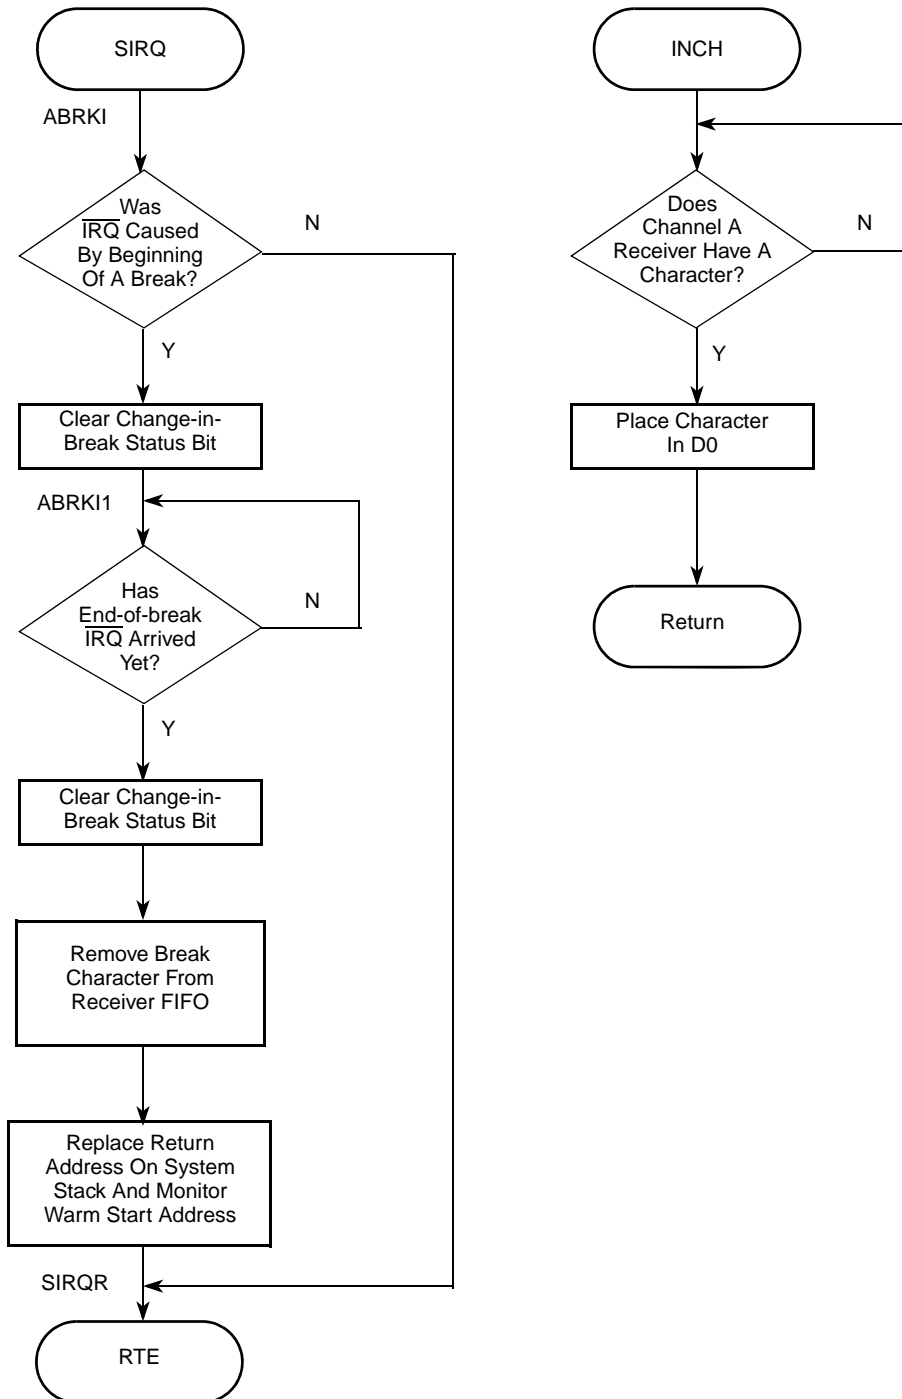 SIRQ
ABRKI
Was
IRQ Caused
By Beginning
Of A Break?
N
Y
Clear Change-in-
Break Status Bit
ABRKI1
Has
End-of-break
IRQ Arrived
Yet?
N
Y
Clear Change-in-
Break Status Bit
Remove Break
Character From
Receiver FIFO
Replace Return
Address On System
Stack And Monitor
Warm Start Address
SIRQR
RTE
INCH
Does
Channel A
Receiver Have A
Character?
N
Y
Place Character
In D0
Return